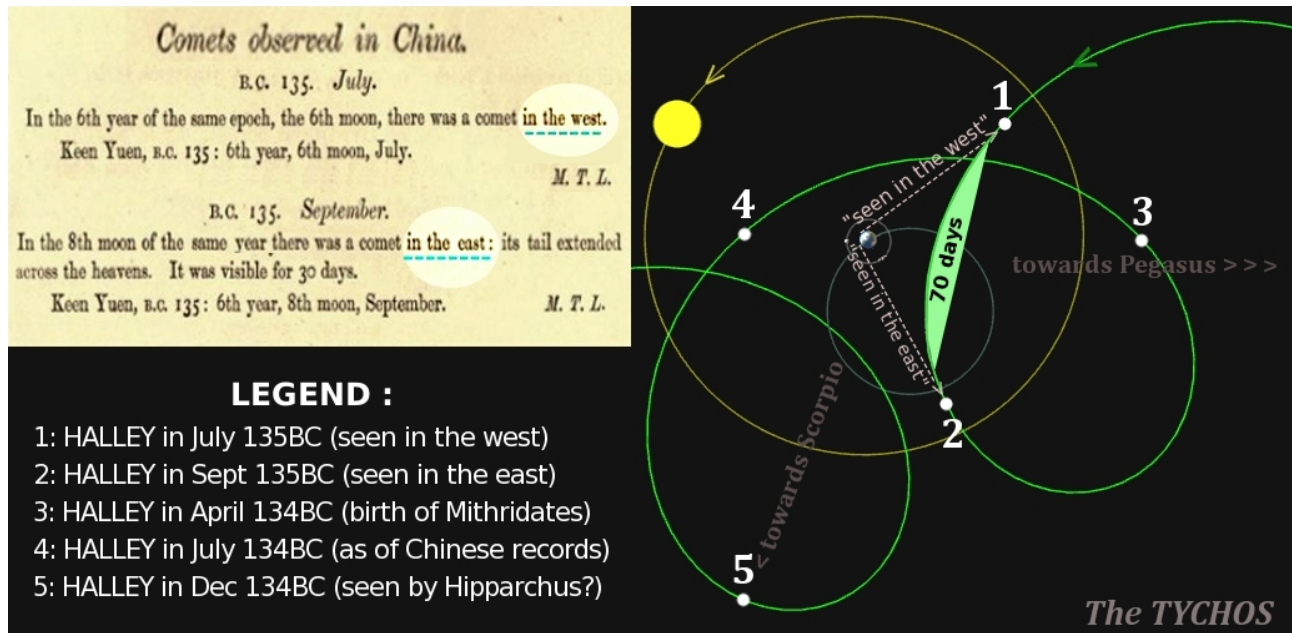 Comets observed in China.
B.C. 135. July.
In the 6th year of the same epoch, the 6th moon, there was a comet in the west.
Keen Yuen, B.C. 135: 6th year, 6th moon, July.
M. T. L.
B.C. 135. September.
In the 8th moon of the same year there was a comet in the east: its tail extended
across the heavens. It was visible for 30 days.
Keen Yuen, B.C. 135: 6th year, 8th moon, September. M. T. L.
LEGEND :
1: HALLEY in July 135BC (seen in the west)
2: HALLEY in Sept 135BC (seen in the east)
3: HALLEY in April 134BC (birth of Mithridates)
4: HALLEY in July 134BC (as of Chinese records)
5: HALLEY in Dec 134BC (seen by Hipparchus?)
1
"seen in the west"
4
3
70 days
towards Pegasus > > >
"seen in the east"
< towards Scorpio
2
5
The TYCHOS